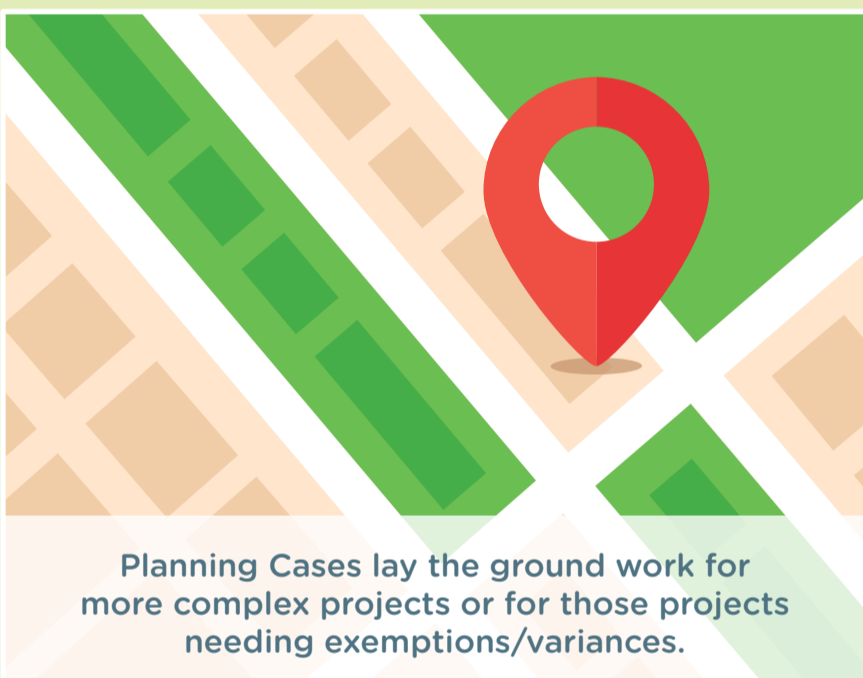 Planning Cases lay the ground work for
more complex projects or for those projects
needing exemptions/variances.